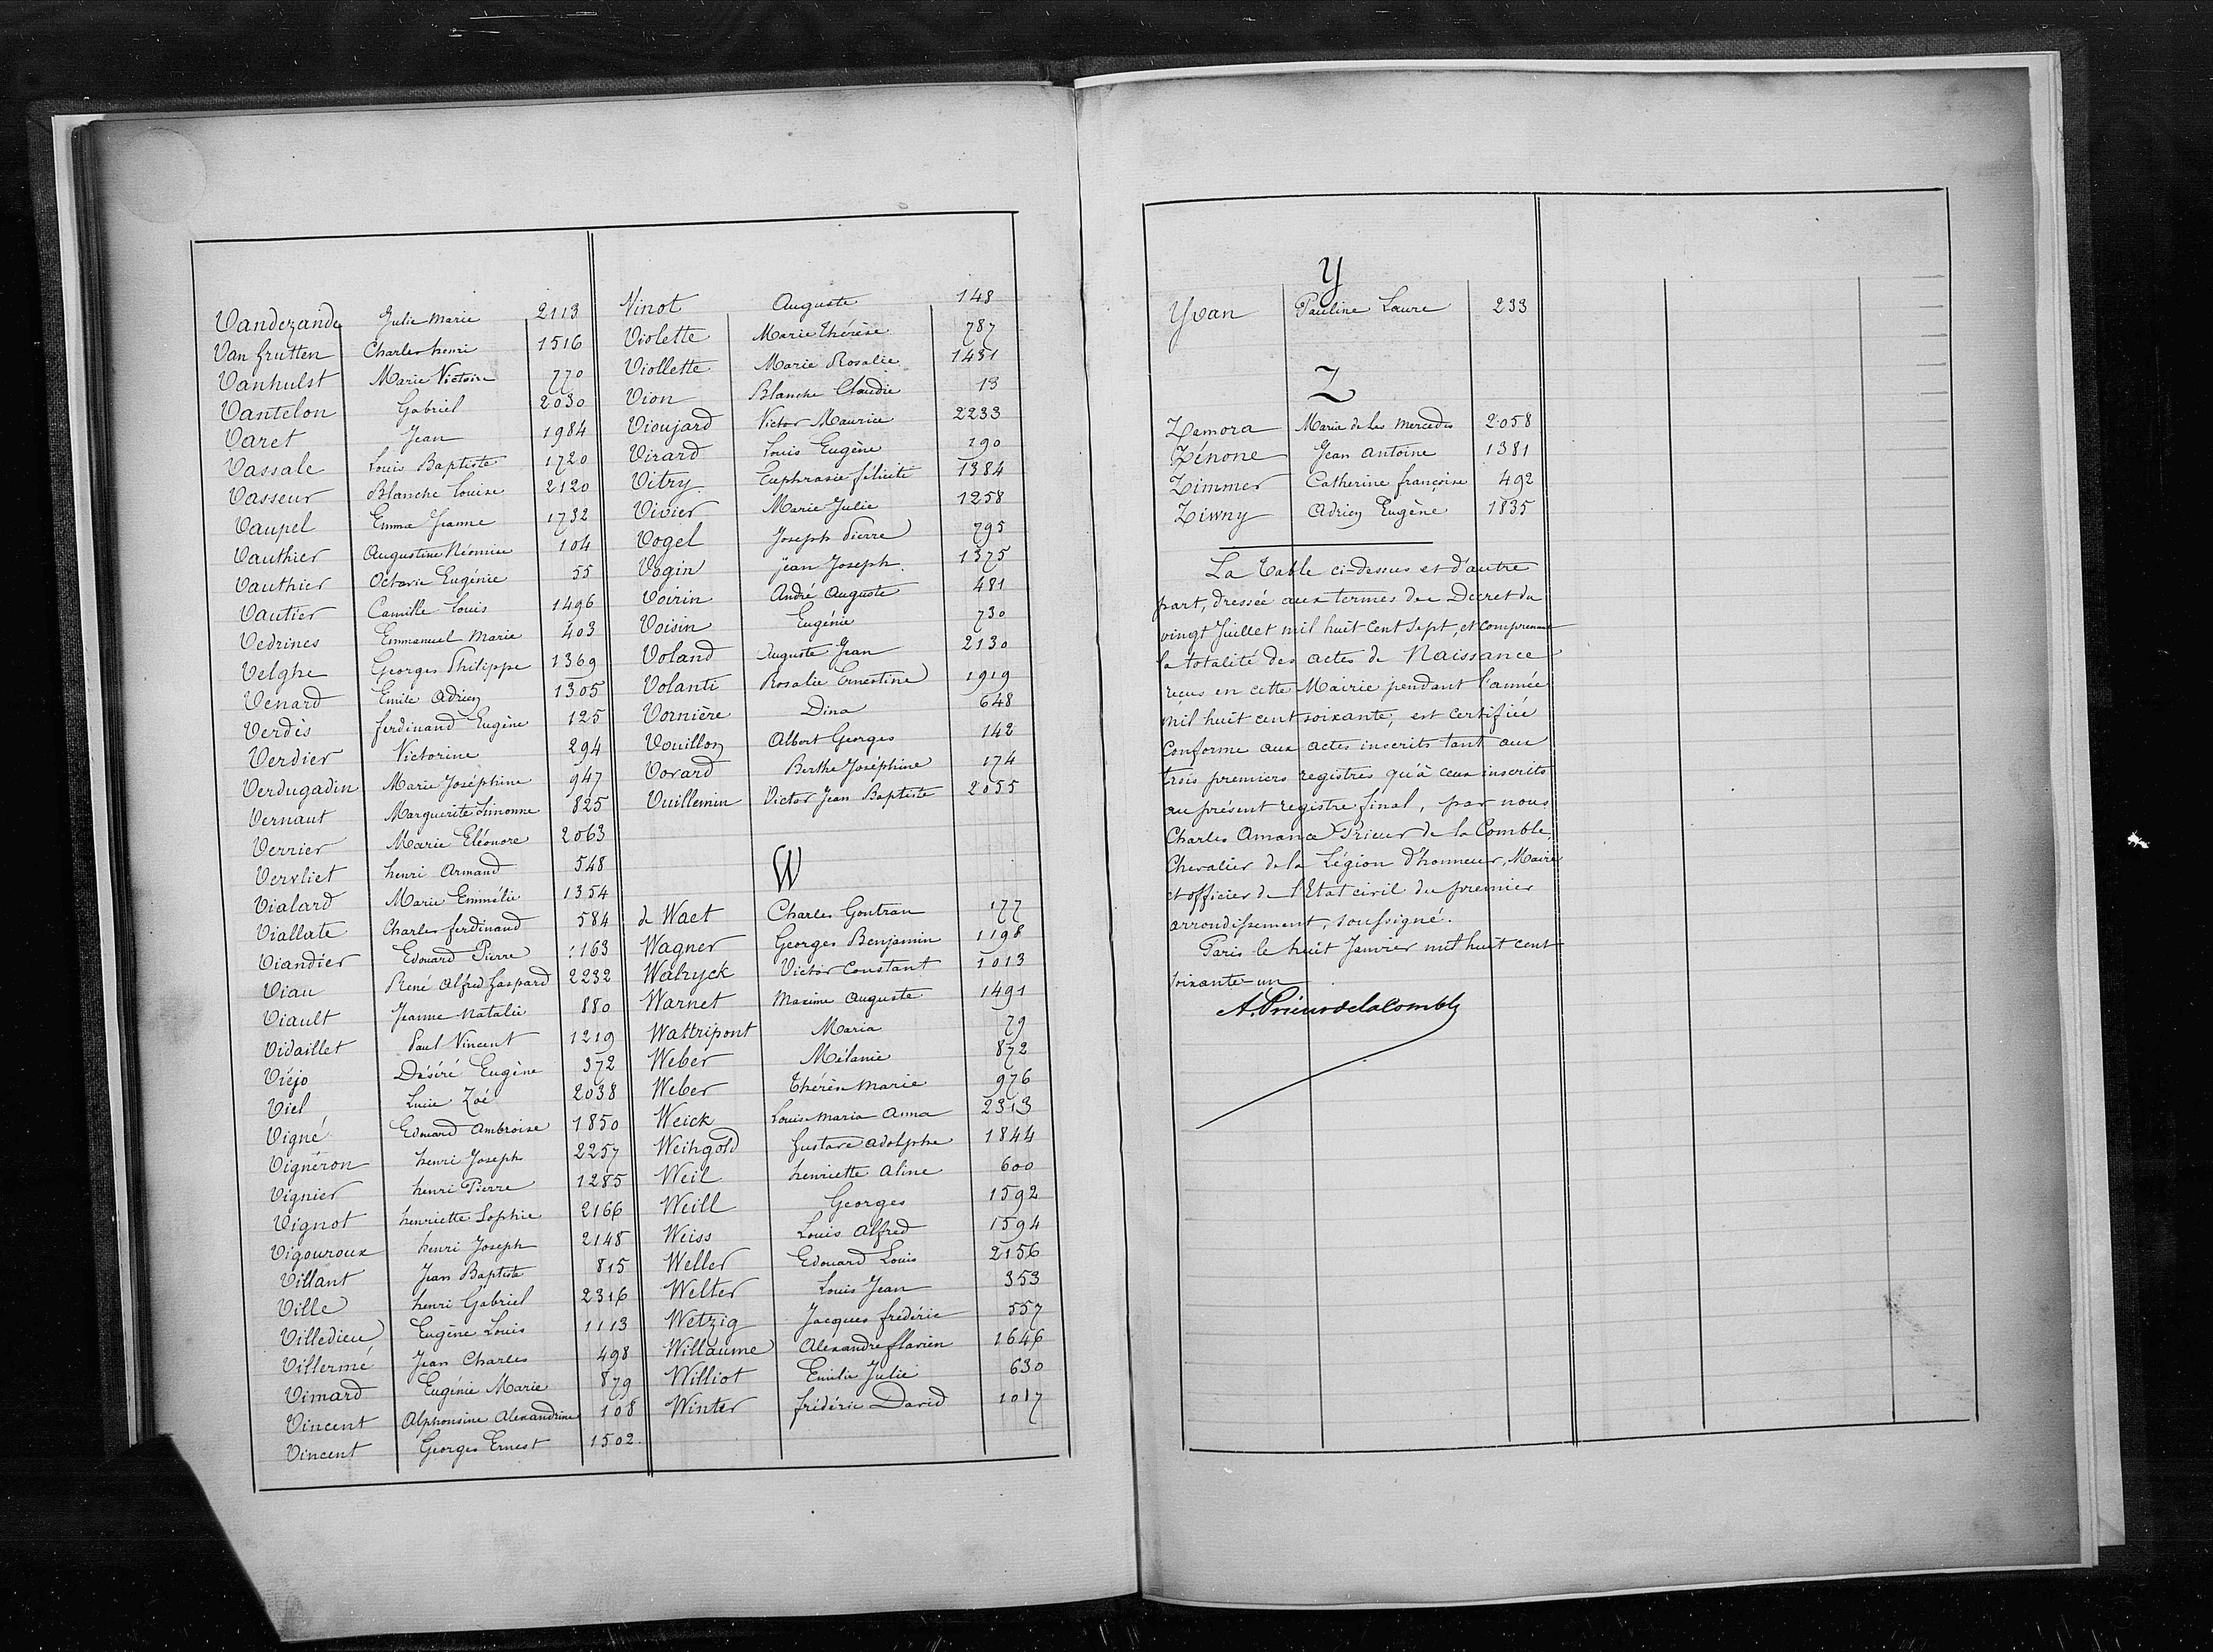 Vandezande Julie Marie 2113
Van Grutten Charles henri 1516
Vanhulst Marie Victoire 770
Vantelon Gabriel 2030
Varet Jean 1984
Vassale Louis Baptiste 1720
Vasseur Blanche Louise 2120
Vaupel Emma Jeanne 1732
Vauthier Augustine Néomie 104
Vauthier Octavie Eugénie 55
Vautier Camille Louis 1496
Vedrines Emmanuel Marie 403
Velghe Georges Philippe 1369
Venard Emile Adrien 1305
Verdès ferdinand Eugène 125
Verdier Victorine 294
Verdugadin Marie Joséphine 947
Vernaut Marguerite Simonne 825
Verrier Marie Eléonore 2063
Vervliet henri Armand 548
Vialard Marie Emmélie 1354
Viallate Charles ferdinand 584
Viandier Edouard Pierre 1163
Viau René Alfred Gaspard 2232
Viault Jeanne Natalie 880
Vidaillet Paul Vincent 1219
Viéjo Désiré Eugène 372
Viel Lucie Zoé 2038
Vigné Edouard Ambroise 1850
Vignéron henri Joseph 2257
Vignier henri Pierre 1285
Vignot henriette Sophie 2166
Vigouroux henri Joseph 2148
Villant Jean Baptiste 815
Ville henri Gabriel 2316
Villedieu Eugène Louis 1113
Villermé Jean Charles 498
Vimard Eugénie Marie 879
Vincent Alphonsine Alexandrine 108
Vincent Georges Ernest 1502
Vinot Auguste 148
Violette Marie Thérèse 787
Viollette Marie Rosalie 1431
Vion Blanche Claudie 13
Vioujard Victor Maurice 2233
Virard Louis Eugène 190
Vitry Euphrasie félicité 1384
Vivier Marie Julie 1258
Vogel Joseph Pierre 795
Vogin jean Joseph 1375
Voirin André Auguste 481
Voisin Eugénie 730
Voland Auguste Jean 2130
Volanti Rosalie Ernestine 1919
Vornière Dina 648
Vouillon Albert Georges 142
Vorard Berthe Joséphine 174
Vuillemin Victor Jean Baptiste 2055
W
de Waet Charles Gontran 177
Wagner Georges Benjamin 1198
Walryck Victor Constant 1013
Warnet Maxime Auguste 1491
Wattripont Maria 79
Weber Mélanie 872
Weber Thérèse Marie 976
Weick Louise Maria Anna 2313
Weihgold Gustave Adolphe 1844
Weil henriette Aline 600
Weill Georges 1592
Weiss Louis Alfred 1594
Weller Edouard Louis 2156
Welter Louis Jean 353
Wetzig Jacques frédéric 557
Willaume Alexandre flavien 1646
Williot Emilie Julie 630
Winter frédéric David 1017
Y
Yvan Pauline Laure 233
Z
Zamora Maria de las Mercedes 2058
Zénone Jean Antoine 1381
Zimmer Catherine françoise 492
Ziwny Adrien Eugène 1835
La Table ci-dessus et d'autre
part, dressée aux termes du Decret du
vingt Juillet mil huit cent sept, et comprenant
la totalité des actes de Naissance
reçus en cette Mairie pendant l'année
mil huit cent soixante, est certifiée
Conforme aux actes inscrits tant aux
trois premiers registres qu'à ceux inscrits
au présent registre final, par nous
Charles Amance Prieur de la Comble,
Chevalier de la Légion d'honneur, Maire
et officier de l'Etat civil du premier
arrondissement, soussigné.
Paris le huit Janvier mil huit cent
soixante-un
A. Prieur de la Comble